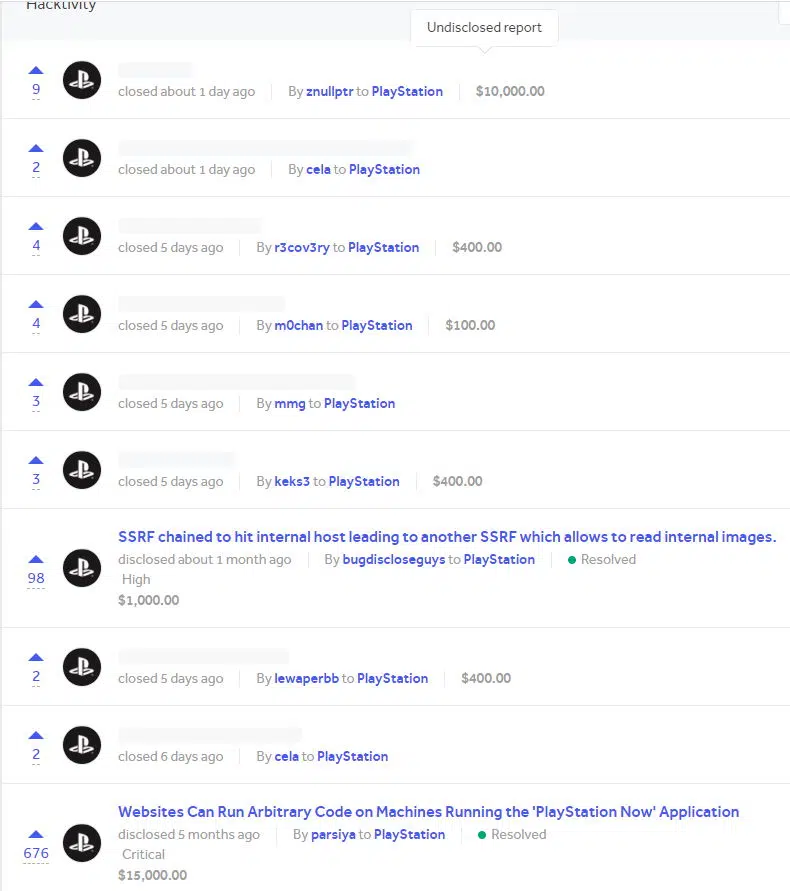 Hacktivity
Undisclosed report
9
closed about 1 day ago By znullptr to PlayStation $10,000.00
2
closed about 1 day ago By cela to PlayStation
4
closed 5 days ago By r3cov3ry to PlayStation $400.00
4
closed 5 days ago By m0chan to PlayStation $100.00
3
closed 5 days ago By mmg to PlayStation
3
closed 5 days ago By keks3 to PlayStation $400.00
SSRF chained to hit internal host leading to another SSRF which allows to read internal images.
disclosed about 1 month ago By bugdiscloseguys to PlayStation Resolved
98
High
$1,000.00
2
closed 5 days ago By lewaperbb to PlayStation $400.00
2
closed 6 days ago By cela to PlayStation
Websites Can Run Arbitrary Code on Machines Running the 'PlayStation Now' Application
disclosed 5 months ago By parsiya to PlayStation Resolved
676
Critical
$15,000.00